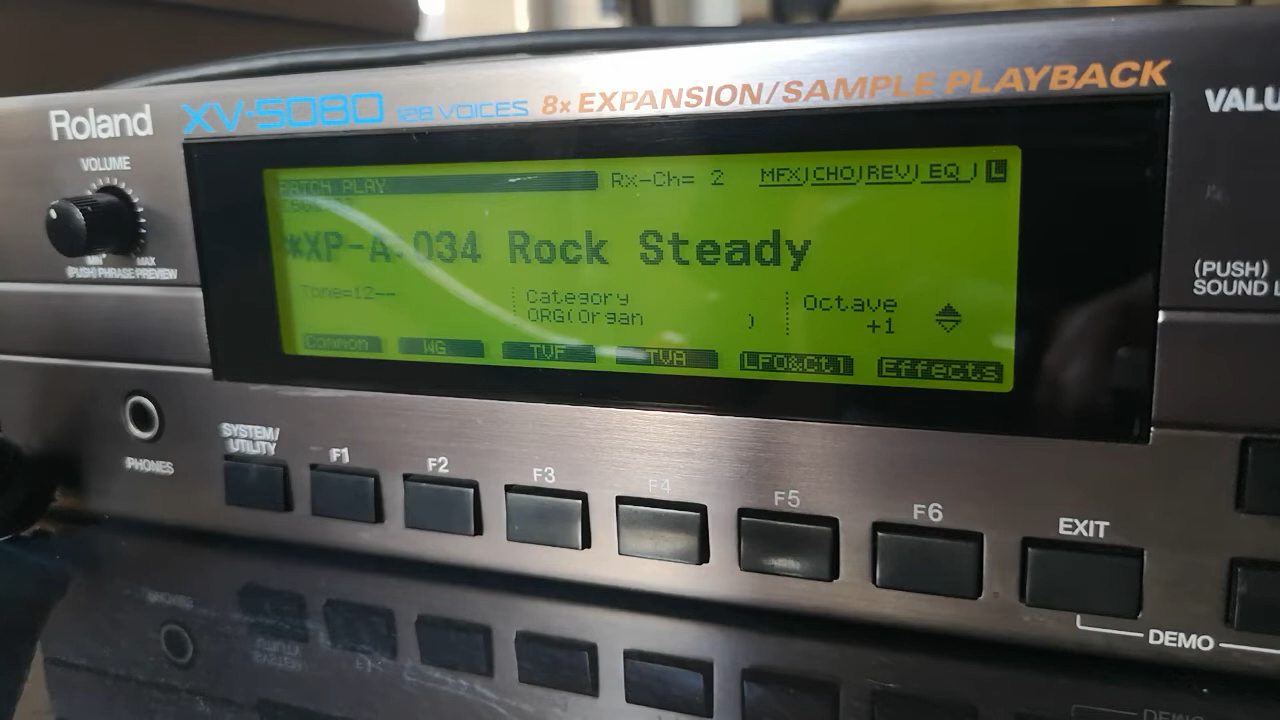 Roland XV-5080 128 VOICES 8x EXPANSION/SAMPLE PLAYBACK
VOLUME
MIN MAX
(PUSH) PHRASE PREVIEW
PATCH PLAY Rx-Ch= 2 MFX) CHO) REV) EQ ) L
XP-A:034 Rock Steady
Tone=12-- Category Octave
ORG(Organ ) +1
Common WG TVF TVA LFO&Ctl Effects
(PUSH)
PHONES
SYSTEM/
UTILITY
F1 F2 F3 F4 F5 F6 EXIT
DEMO